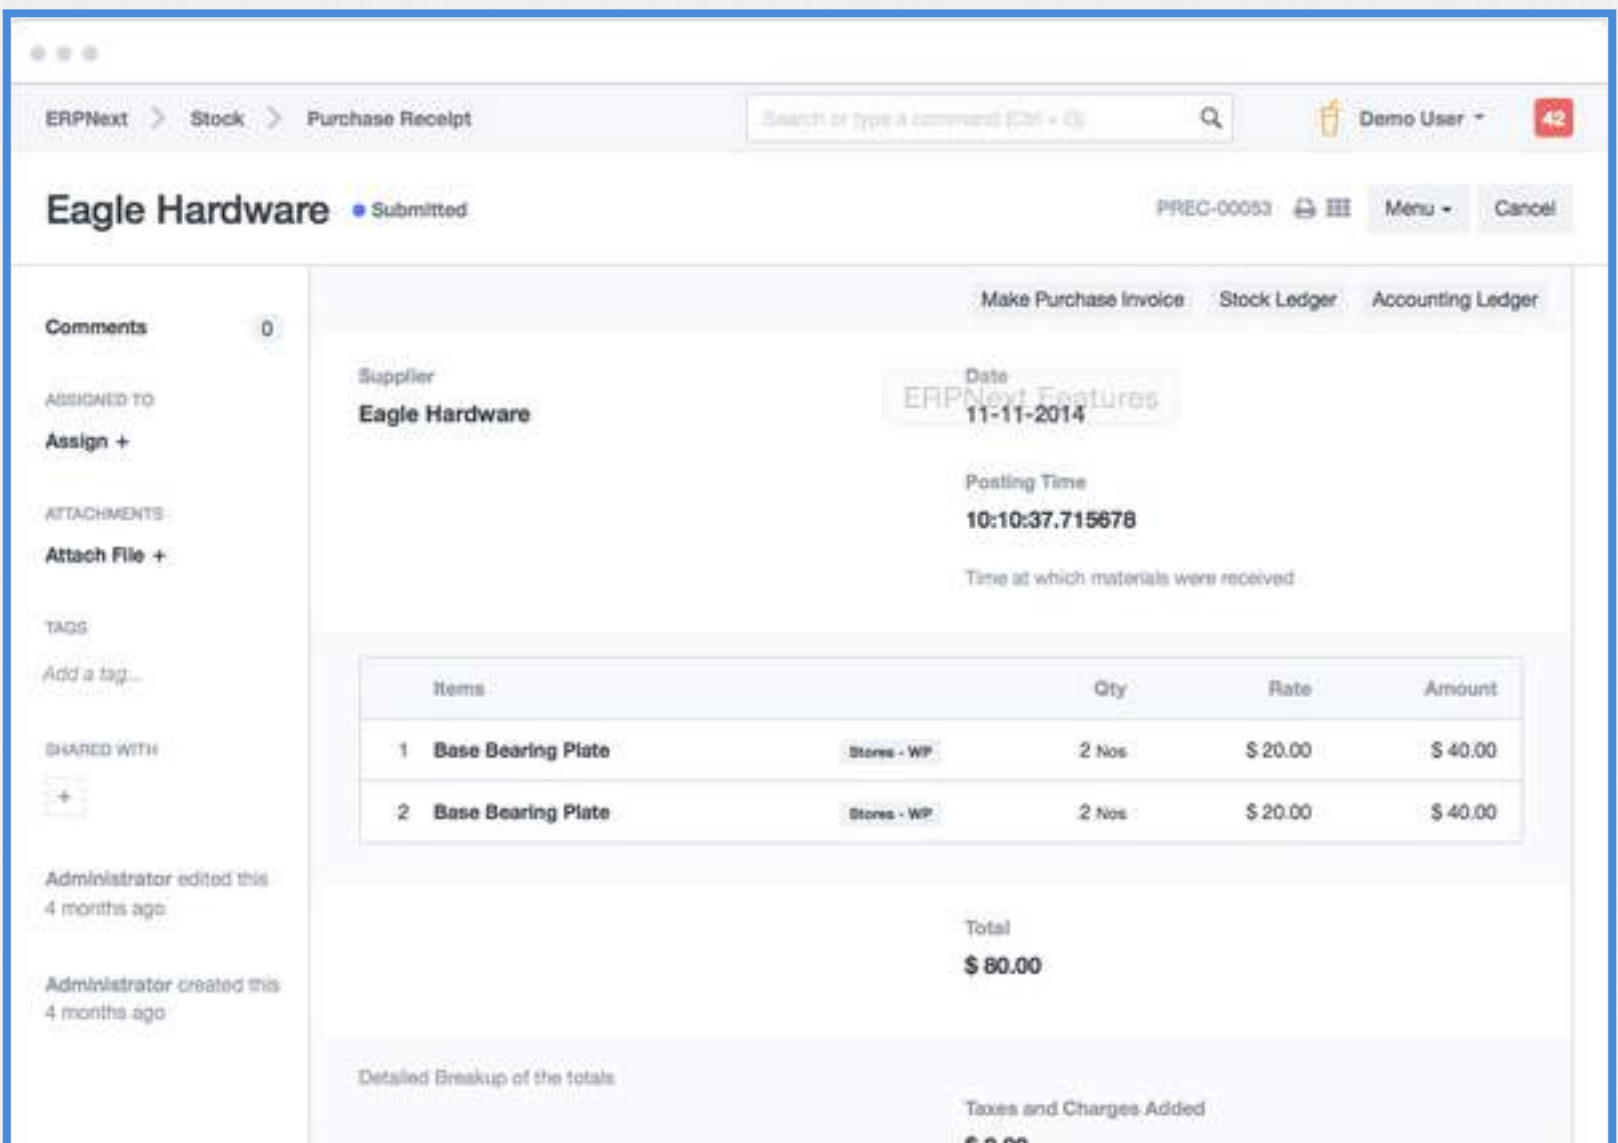 ERPNext > Stock > Purchase Receipt
Search or type a command (Ctrl + G)
Demo User
42
Eagle Hardware
Submitted
PREC-00053
Menu
Cancel
Make Purchase Invoice
Stock Ledger
Accounting Ledger
Comments 0
ASSIGNED TO
Assign +
ATTACHMENTS
Attach File +
TAGS
Add a tag...
SHARED WITH
+
Administrator edited this
4 months ago
Administrator created this
4 months ago
Supplier
Eagle Hardware
ERPNext Features
Date
11-11-2014
Posting Time
10:10:37.715678
Time at which materials were received
Items Qty Rate Amount
1 Base Bearing Plate Stores - WP 2 Nos $ 20.00 $ 40.00
2 Base Bearing Plate Stores - WP 2 Nos $ 20.00 $ 40.00
Total
$ 80.00
Detailed Breakup of the totals
Taxes and Charges Added